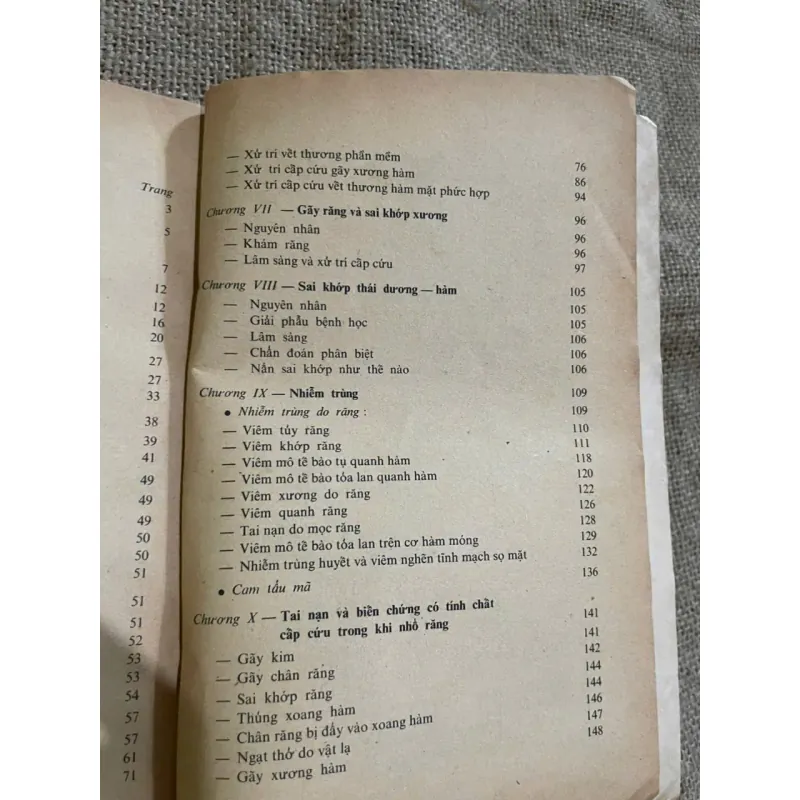 Trang
3
5
7
12
12
16
20
27
27
33
38
39
41
49
49
49
50
50
51
51
51
52
53
53
54
57
57
61
71
— Xử trí vết thương phần mềm 76
— Xử trí cấp cứu gãy xương hàm 86
— Xử trí cấp cứu vết thương hàm mặt phức hợp 94
Chương VII — Gãy răng và sai khớp xương 96
— Nguyên nhân 96
— Khám răng 96
— Lâm sàng và xử trí cấp cứu 97
Chương VIII — Sai khớp thái dương — hàm 105
— Nguyên nhân 105
— Giải phẫu bệnh học 105
— Lâm sàng 106
— Chẩn đoán phân biệt 106
— Nắn sai khớp như thế nào 106
Chương IX — Nhiễm trùng 109
• Nhiễm trùng do răng : 109
— Viêm tủy răng 110
— Viêm khớp răng 111
— Viêm mô tế bào tụ quanh hàm 118
— Viêm mô tế bào tỏa lan quanh hàm 120
— Viêm xương do răng 122
— Viêm quanh răng 126
— Tai nạn do mọc răng 128
— Viêm mô tế bào tỏa lan trên cơ hàm móng 129
— Nhiễm trùng huyết và viêm nghẽn tĩnh mạch sọ mặt 132
• Cam tẩu mã 136
Chương X — Tai nạn và biến chứng có tính chất
cấp cứu trong khi nhổ răng 141
— Gãy kim 141
— Gãy chân răng 142
— Sai khớp răng 144
— Thủng xoang hàm 144
— Chân răng bị đẩy vào xoang hàm 146
— Ngạt thở do vật lạ 147
— Gãy xương hàm 148